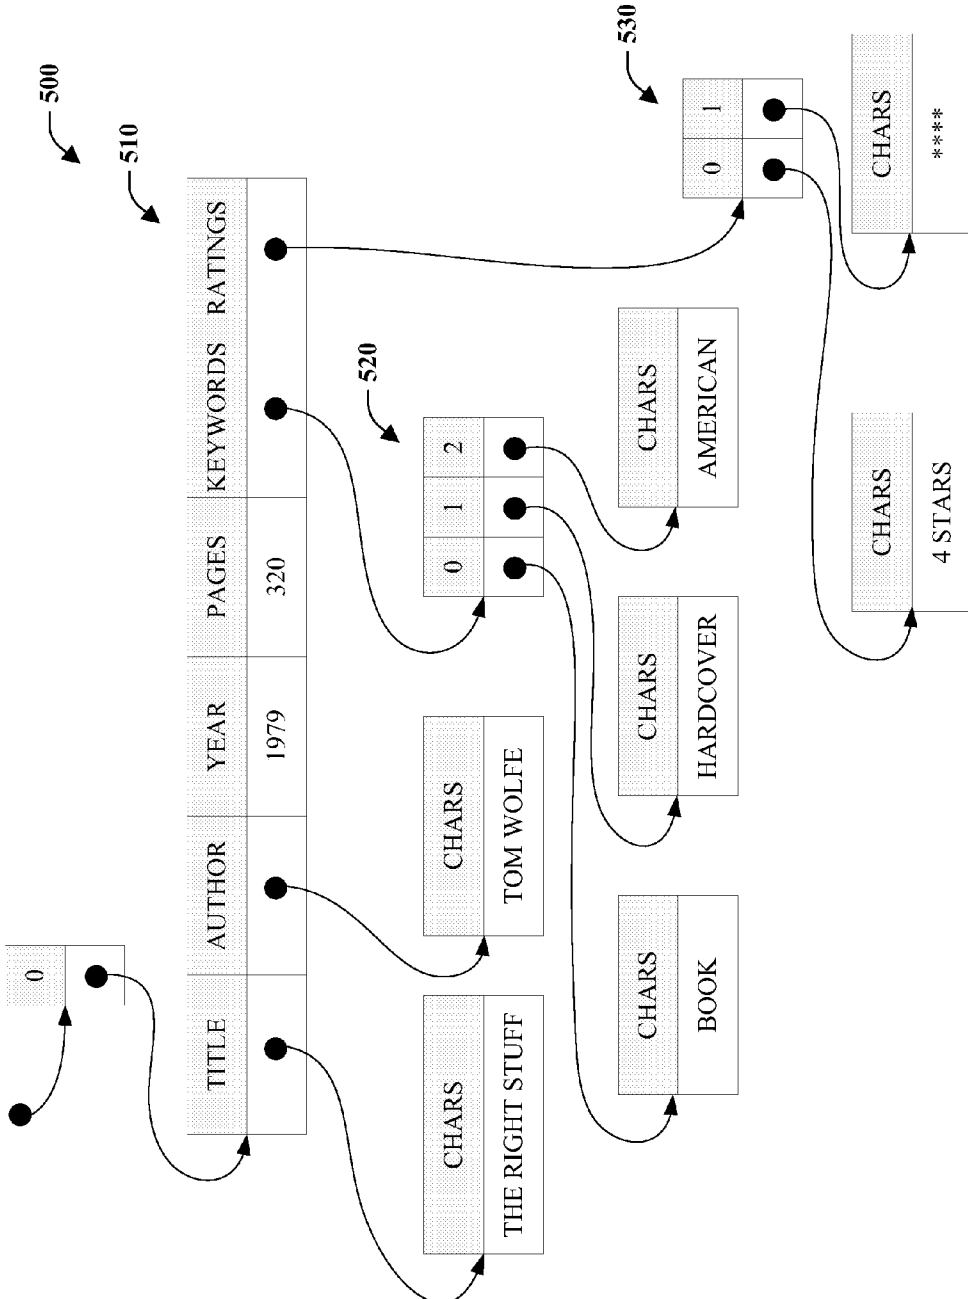 500
510
0
TITLE
AUTHOR
YEAR
PAGES
KEYWORDS
RATINGS
1979
320
520
530
CHARS
THE RIGHT STUFF
CHARS
TOM WOLFE
0
1
2
0
1
CHARS
BOOK
CHARS
HARDCOVER
CHARS
AMERICAN
CHARS
4 STARS
CHARS
****